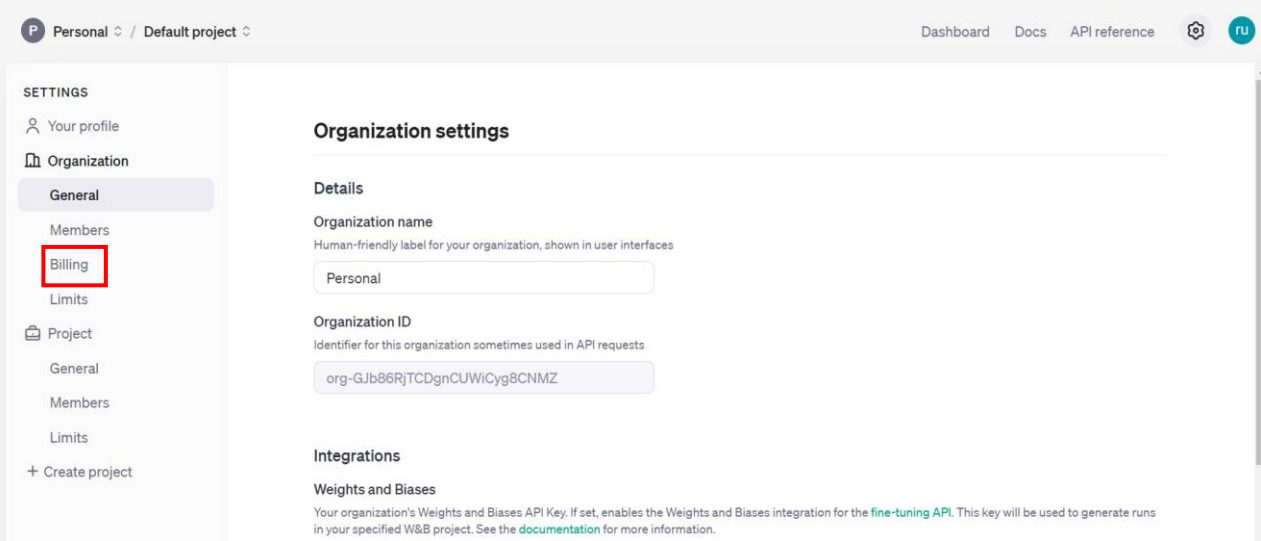 P Personal / Default project
Dashboard Docs API reference
ru
SETTINGS
Your profile
Organization
General
Members
Billing
Limits
Project
General
Members
Limits
+ Create project
Organization settings
Details
Organization name
Human-friendly label for your organization, shown in user interfaces
Personal
Organization ID
Identifier for this organization sometimes used in API requests
org-GJb86RjTCDgnCUWiCyg8CNMZ
Integrations
Weights and Biases
Your organization's Weights and Biases API Key. If set, enables the Weights and Biases integration for the fine-tuning API. This key will be used to generate runs
in your specified W&B project. See the documentation for more information.